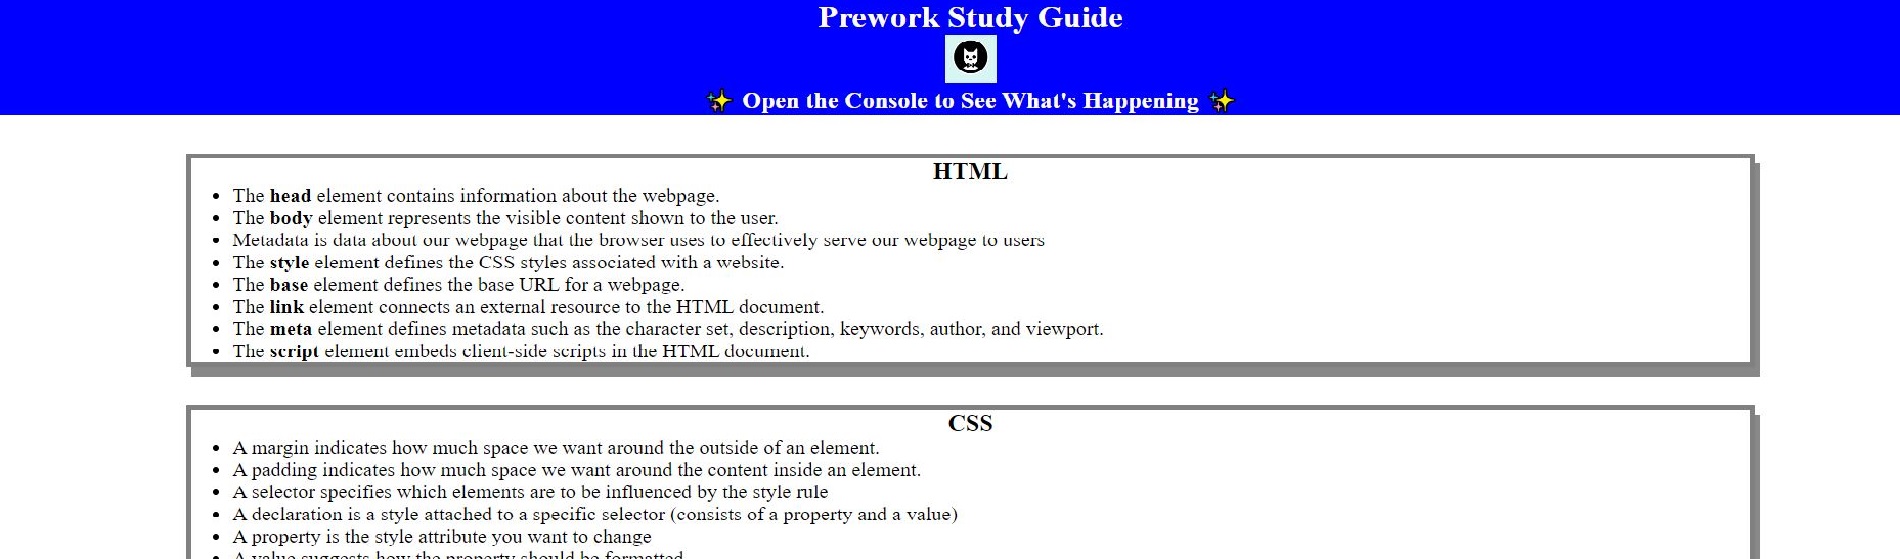 Prework Study Guide
✨ Open the Console to See What's Happening ✨
HTML
• The head element contains information about the webpage.
• The body element represents the visible content shown to the user.
• Metadata is data about our webpage that the browser uses to effectively serve our webpage to users
• The style element defines the CSS styles associated with a website.
• The base element defines the base URL for a webpage.
• The link element connects an external resource to the HTML document.
• The meta element defines metadata such as the character set, description, keywords, author, and viewport.
• The script element embeds client-side scripts in the HTML document.
CSS
• A margin indicates how much space we want around the outside of an element.
• A padding indicates how much space we want around the content inside an element.
• A selector specifies which elements are to be influenced by the style rule
• A declaration is a style attached to a specific selector (consists of a property and a value)
• A property is the style attribute you want to change
• A value suggests how the property should be formatted